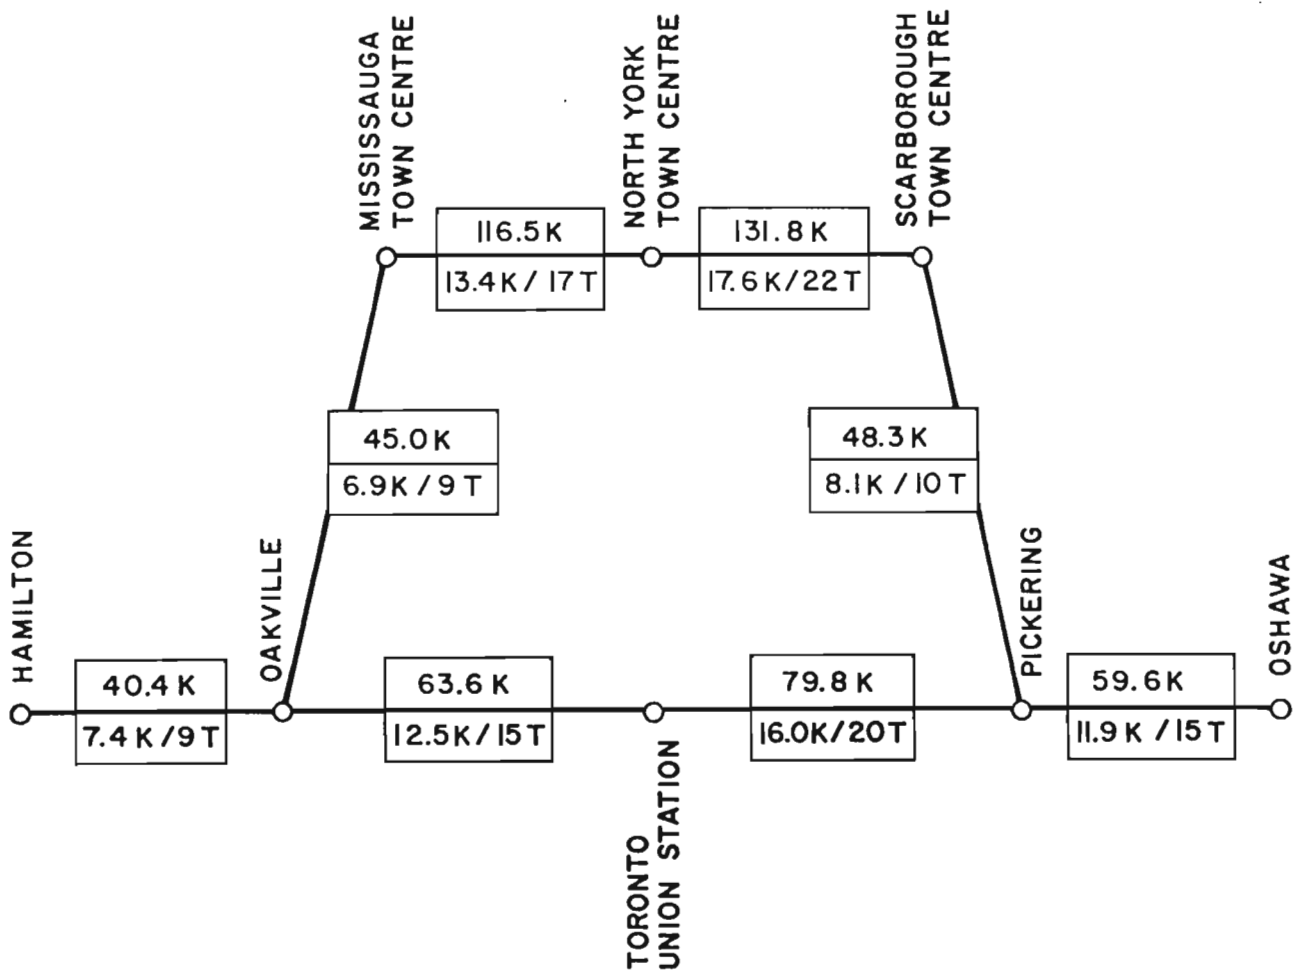 MISSISSAUGA
TOWN CENTRE
NORTH YORK
TOWN CENTRE
SCARBOROUGH
TOWN CENTRE
116.5 K
13.4 K / 17 T
131.8 K
17.6 K / 22 T
45.0 K
6.9 K / 9 T
48.3 K
8.1 K / 10 T
HAMILTON
OAKVILLE
PICKERING
OSHAWA
40.4 K
7.4 K / 9 T
63.6 K
12.5 K / 15 T
79.8 K
16.0K/20T
59.6 K
11.9 K / 15 T
TORONTO
UNION STATION